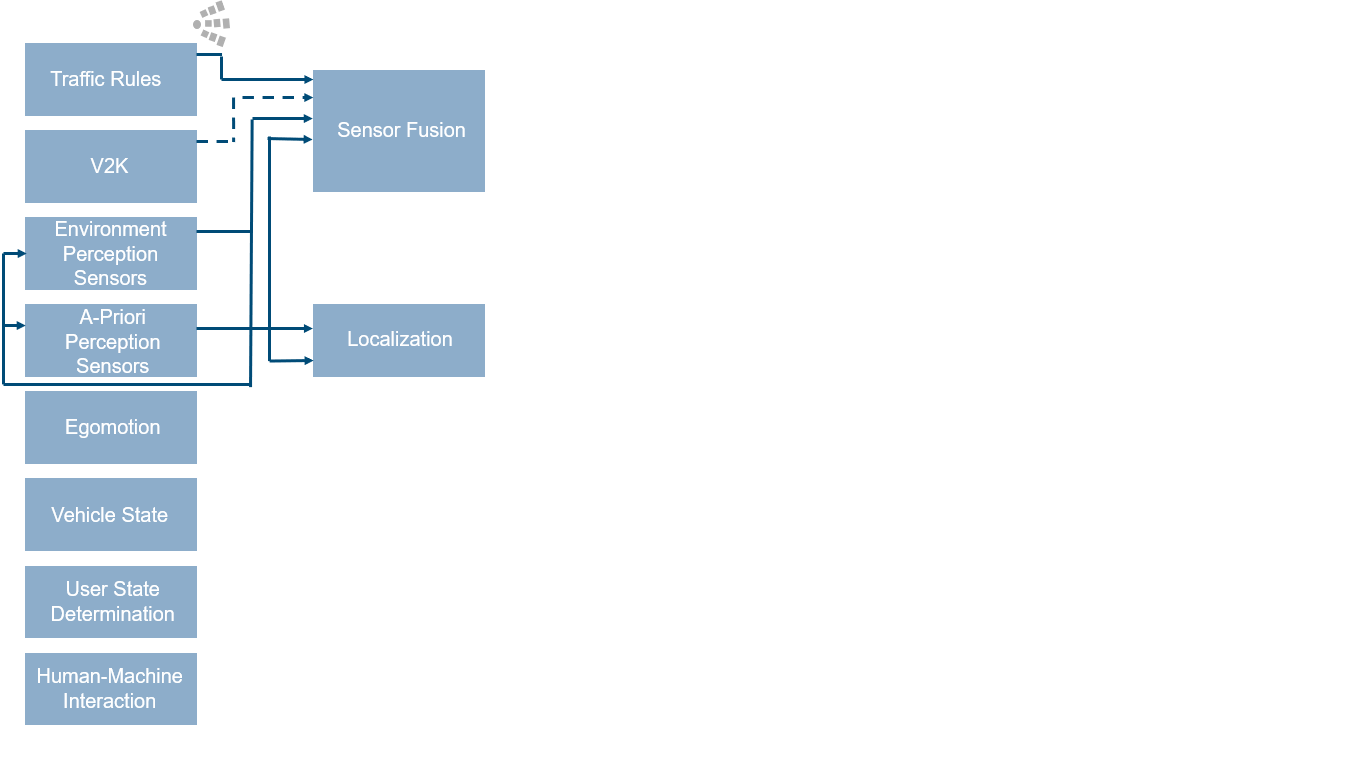 Traffic Rules
V2K
Environment
Perception
Sensors
A-Priori
Perception
Sensors
Egomotion
Vehicle State
User State
Determination
Human-Machine
Interaction
Sensor Fusion
Localization